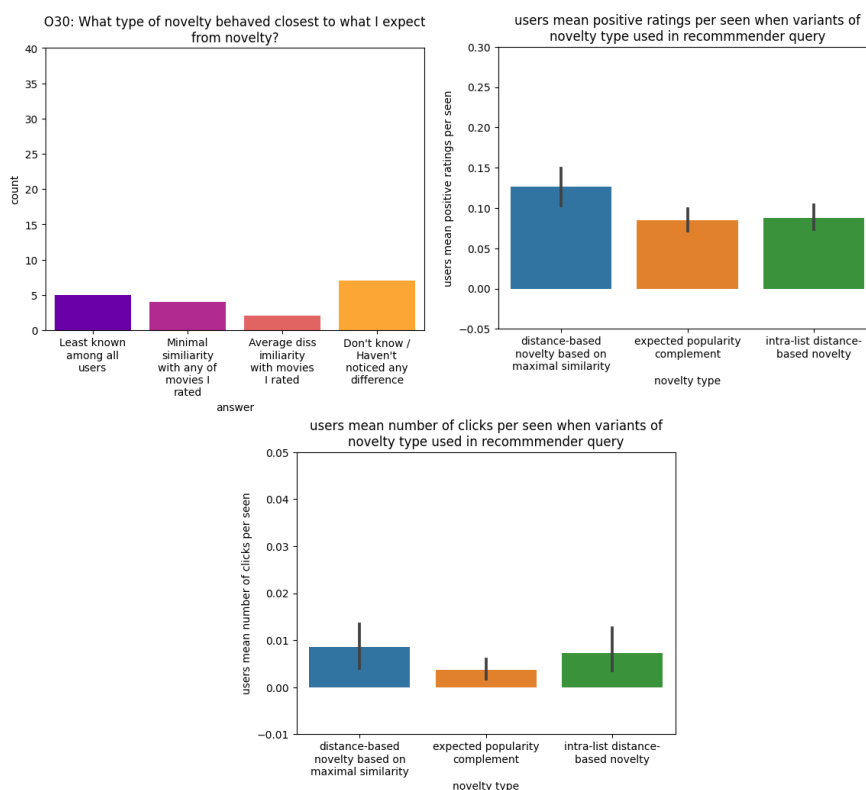 O30: What type of novelty behaved closest to what I expect
from novelty?
40
35
30
25
20
15
10
5
0
count
Least known
among all
users
Minimal
similiarity
with any of
movies I
rated
Average diss
imiliarity
with movies
I rated
Don't know /
Haven't
noticed any
difference
answer
users mean positive ratings per seen when variants of
novelty type used in recommmender query
0.30
0.25
0.20
0.15
0.10
0.05
0.00
−0.05
users mean positive ratings per seen
distance-based
novelty based on
maximal similarity
expected popularity
complement
intra-list distance-
based novelty
novelty type
users mean number of clicks per seen when variants of
novelty type used in recommmender query
0.05
0.04
0.03
0.02
0.01
0.00
−0.01
users mean number of clicks per seen
distance-based
novelty based on
maximal similarity
expected popularity
complement
intra-list distance-
based novelty
novelty type